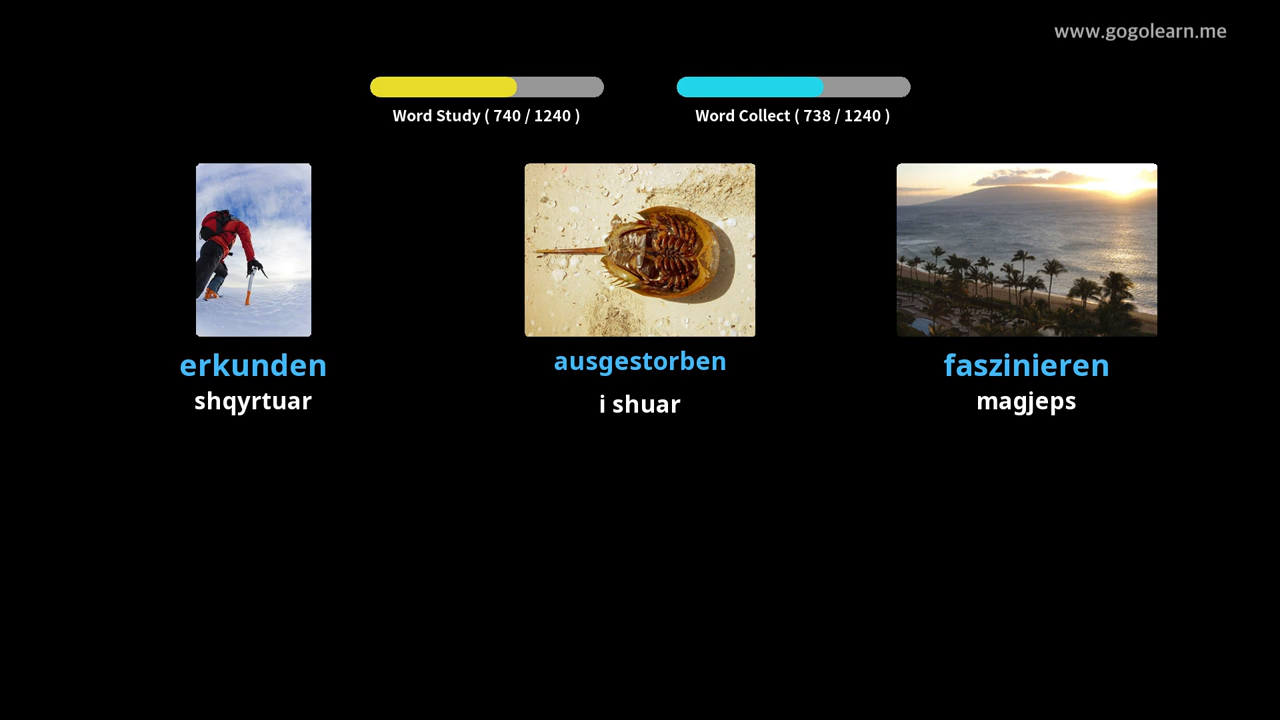 www.gogolearn.me
Word Study ( 740 / 1240 )
Word Collect ( 738 / 1240 )
erkunden
shqyrtuar
ausgestorben
i shuar
faszinieren
magjeps